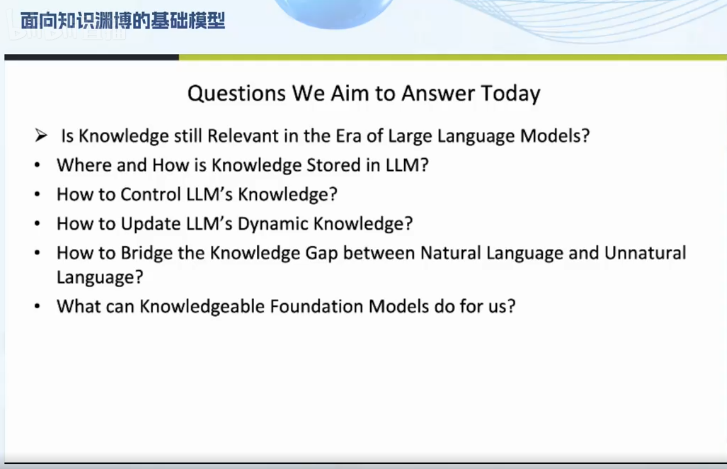 面向知识渊博的基础模型
Questions We Aim to Answer Today
➢ Is Knowledge still Relevant in the Era of Large Language Models?
• Where and How is Knowledge Stored in LLM?
• How to Control LLM’s Knowledge?
• How to Update LLM’s Dynamic Knowledge?
• How to Bridge the Knowledge Gap between Natural Language and Unnatural
Language?
• What can Knowledgeable Foundation Models do for us?